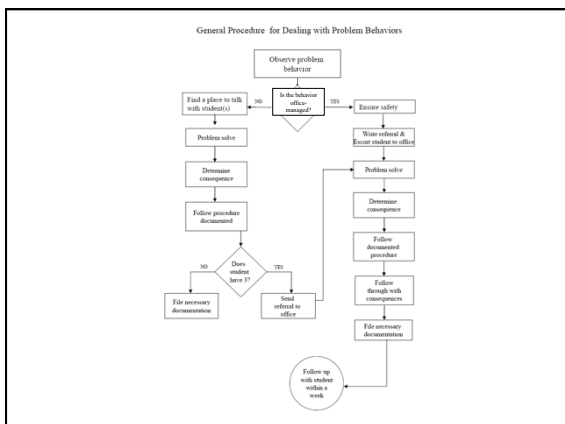 General Procedure for Dealing with Problem Behaviors
Observe problem
behavior
Find a place to talk
with student(s)
NO
Is the behavior
office-
managed?
YES
Ensure safety
Problem solve
Write referral &
Escort student to office
Determine
consequence
Problem solve
Follow procedure
documented
Determine
consequence
Does
student
have 3?
NO
YES
Follow
documented
procedure
File necessary
documentation
Send
referral to
office
Follow
through with
consequences
File necessary
documentation
Follow up
with student
within a
week